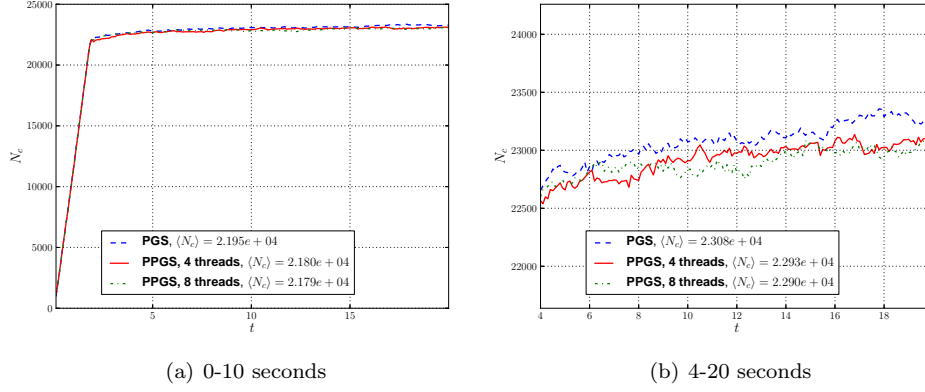 25000
20000
15000
10000
5000
0
N_c
5
10
15
t
PGS, ⟨N_c⟩ = 2.195e + 04
PPGS, 4 threads, ⟨N_c⟩ = 2.180e + 04
PPGS, 8 threads, ⟨N_c⟩ = 2.179e + 04
(a) 0-10 seconds
24000
23500
23000
22500
22000
N_c
4
6
8
10
12
14
16
18
t
PGS, ⟨N_c⟩ = 2.308e + 04
PPGS, 4 threads, ⟨N_c⟩ = 2.293e + 04
PPGS, 8 threads, ⟨N_c⟩ = 2.290e + 04
(b) 4-20 seconds